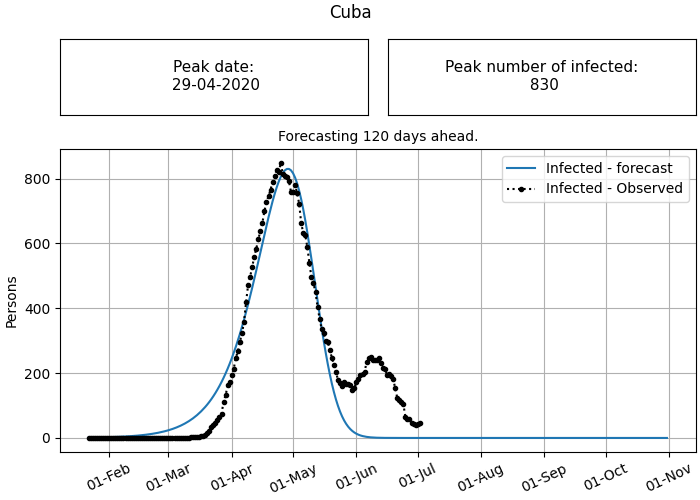 Cuba
Peak date:
29-04-2020
Peak number of infected:
830
Forecasting 120 days ahead.
Infected - forecast
Infected - Observed
Persons
800
600
400
200
0
01-Feb
01-Mar
01-Apr
01-May
01-Jun
01-Jul
01-Aug
01-Sep
01-Oct
01-Nov